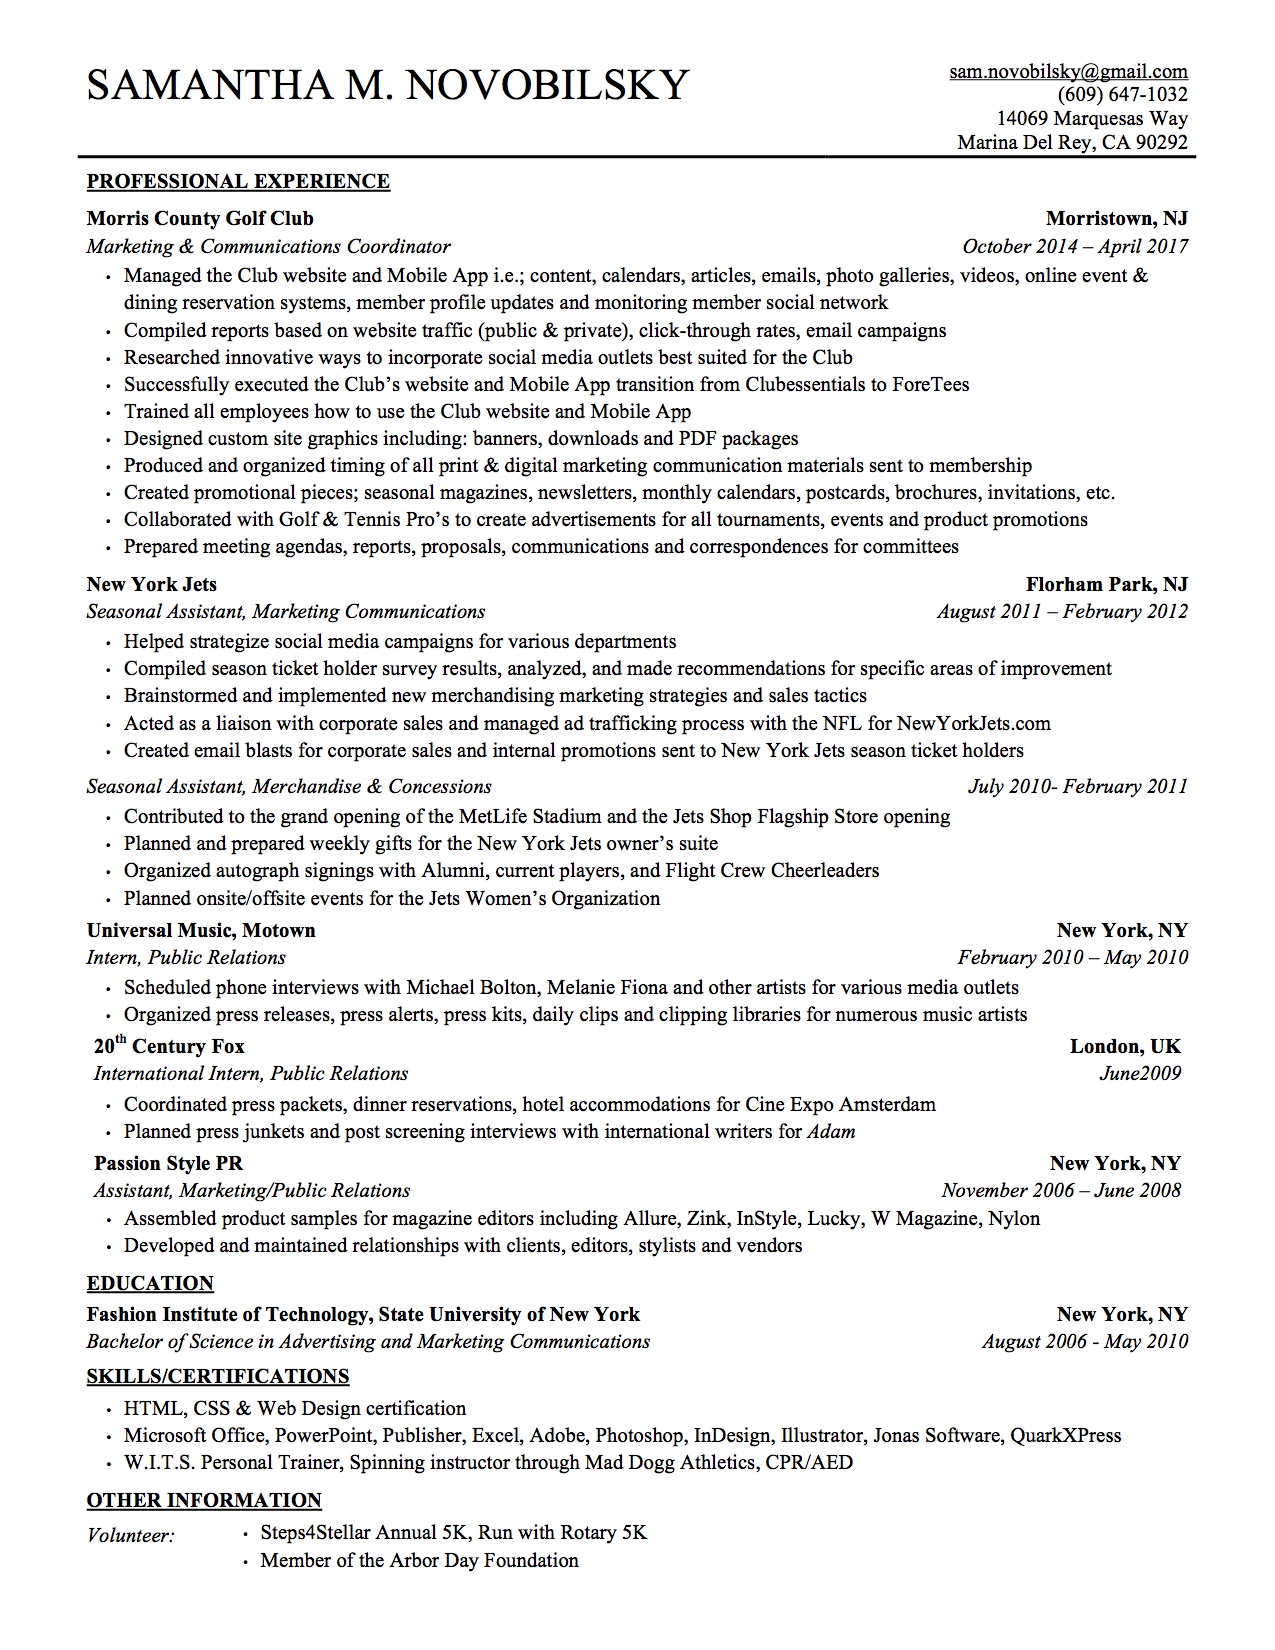 SAMANTHA M. NOVOBILSKY
sam.novobilsky@gmail.com
(609) 647-1032
14069 Marquesas Way
Marina Del Rey, CA 90292
PROFESSIONAL EXPERIENCE
Morris County Golf Club Morristown, NJ
Marketing & Communications Coordinator October 2014 – April 2017
• Managed the Club website and Mobile App i.e.; content, calendars, articles, emails, photo galleries, videos, online event &
dining reservation systems, member profile updates and monitoring member social network
• Compiled reports based on website traffic (public & private), click-through rates, email campaigns
• Researched innovative ways to incorporate social media outlets best suited for the Club
• Successfully executed the Club’s website and Mobile App transition from Clubessentials to ForeTees
• Trained all employees how to use the Club website and Mobile App
• Designed custom site graphics including: banners, downloads and PDF packages
• Produced and organized timing of all print & digital marketing communication materials sent to membership
• Created promotional pieces; seasonal magazines, newsletters, monthly calendars, postcards, brochures, invitations, etc.
• Collaborated with Golf & Tennis Pro’s to create advertisements for all tournaments, events and product promotions
• Prepared meeting agendas, reports, proposals, communications and correspondences for committees
New York Jets Florham Park, NJ
Seasonal Assistant, Marketing Communications August 2011 – February 2012
• Helped strategize social media campaigns for various departments
• Compiled season ticket holder survey results, analyzed, and made recommendations for specific areas of improvement
• Brainstormed and implemented new merchandising marketing strategies and sales tactics
• Acted as a liaison with corporate sales and managed ad trafficking process with the NFL for NewYorkJets.com
• Created email blasts for corporate sales and internal promotions sent to New York Jets season ticket holders
Seasonal Assistant, Merchandise & Concessions July 2010- February 2011
• Contributed to the grand opening of the MetLife Stadium and the Jets Shop Flagship Store opening
• Planned and prepared weekly gifts for the New York Jets owner’s suite
• Organized autograph signings with Alumni, current players, and Flight Crew Cheerleaders
• Planned onsite/offsite events for the Jets Women’s Organization
Universal Music, Motown New York, NY
Intern, Public Relations February 2010 – May 2010
• Scheduled phone interviews with Michael Bolton, Melanie Fiona and other artists for various media outlets
• Organized press releases, press alerts, press kits, daily clips and clipping libraries for numerous music artists
20th Century Fox London, UK
International Intern, Public Relations June2009
• Coordinated press packets, dinner reservations, hotel accommodations for Cine Expo Amsterdam
• Planned press junkets and post screening interviews with international writers for Adam
Passion Style PR New York, NY
Assistant, Marketing/Public Relations November 2006 – June 2008
• Assembled product samples for magazine editors including Allure, Zink, InStyle, Lucky, W Magazine, Nylon
• Developed and maintained relationships with clients, editors, stylists and vendors
EDUCATION
Fashion Institute of Technology, State University of New York New York, NY
Bachelor of Science in Advertising and Marketing Communications August 2006 - May 2010
SKILLS/CERTIFICATIONS
• HTML, CSS & Web Design certification
• Microsoft Office, PowerPoint, Publisher, Excel, Adobe, Photoshop, InDesign, Illustrator, Jonas Software, QuarkXPress
• W.I.T.S. Personal Trainer, Spinning instructor through Mad Dogg Athletics, CPR/AED
OTHER INFORMATION
Volunteer: • Steps4Stellar Annual 5K, Run with Rotary 5K
• Member of the Arbor Day Foundation